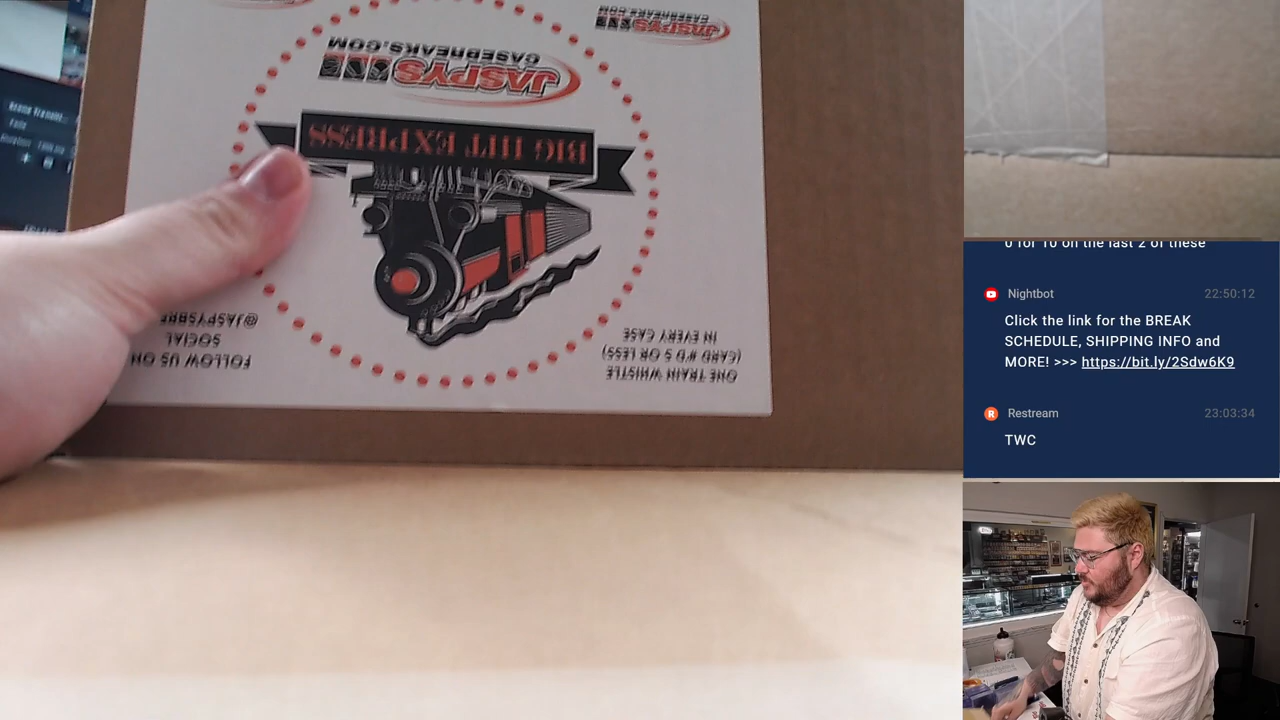 JASPYS
CASEBREAKS.COM
JASPYS
CASEBREAKS.COM
BIG HIT EXPRESS
ONE TRAIN WHISTLE
(CARD #'D 5 OR LESS)
IN EVERY CASE
FOLLOW US ON
SOCIAL
@JASPYSBRE
0 for 10 on the last 2 of these
Nightbot 22:50:12
Click the link for the BREAK
SCHEDULE, SHIPPING INFO and
MORE! >>> https://bit.ly/2Sdw6K9
Restream 23:03:34
TWC